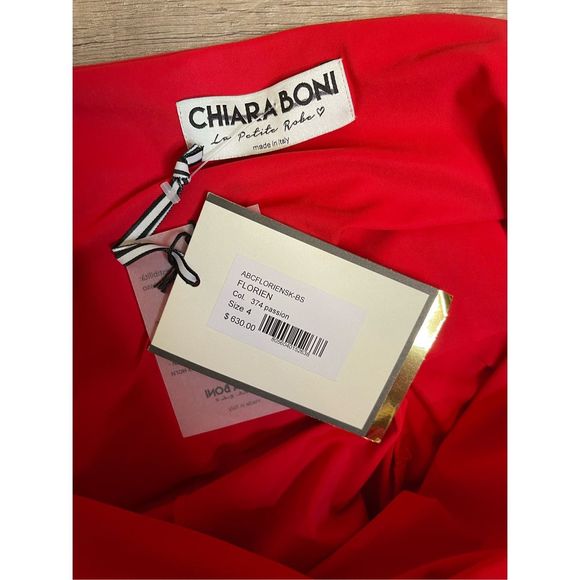 CHIARA BONI
La Petite Robe
made in Italy
ABCFLORIENSK-BS
FLORIEN
Col. 374 passion
Size 4
$ 630.00